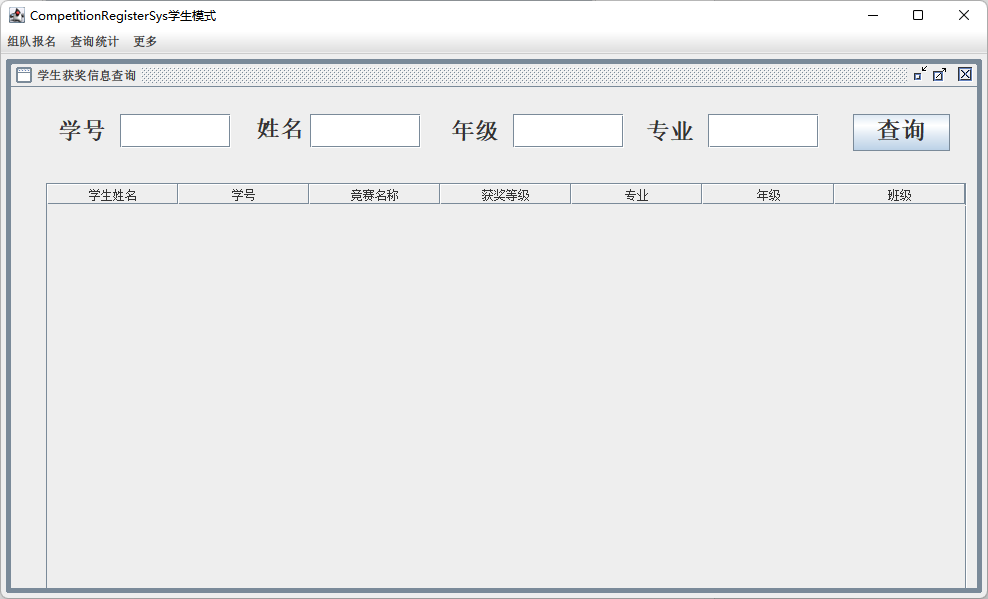 CompetitionRegisterSys学生模式
组队报名 查询统计 更多
学生获奖信息查询
学号 姓名 年级 专业 查询
学生姓名 学号 竞赛名称 获奖等级 专业 年级 班级